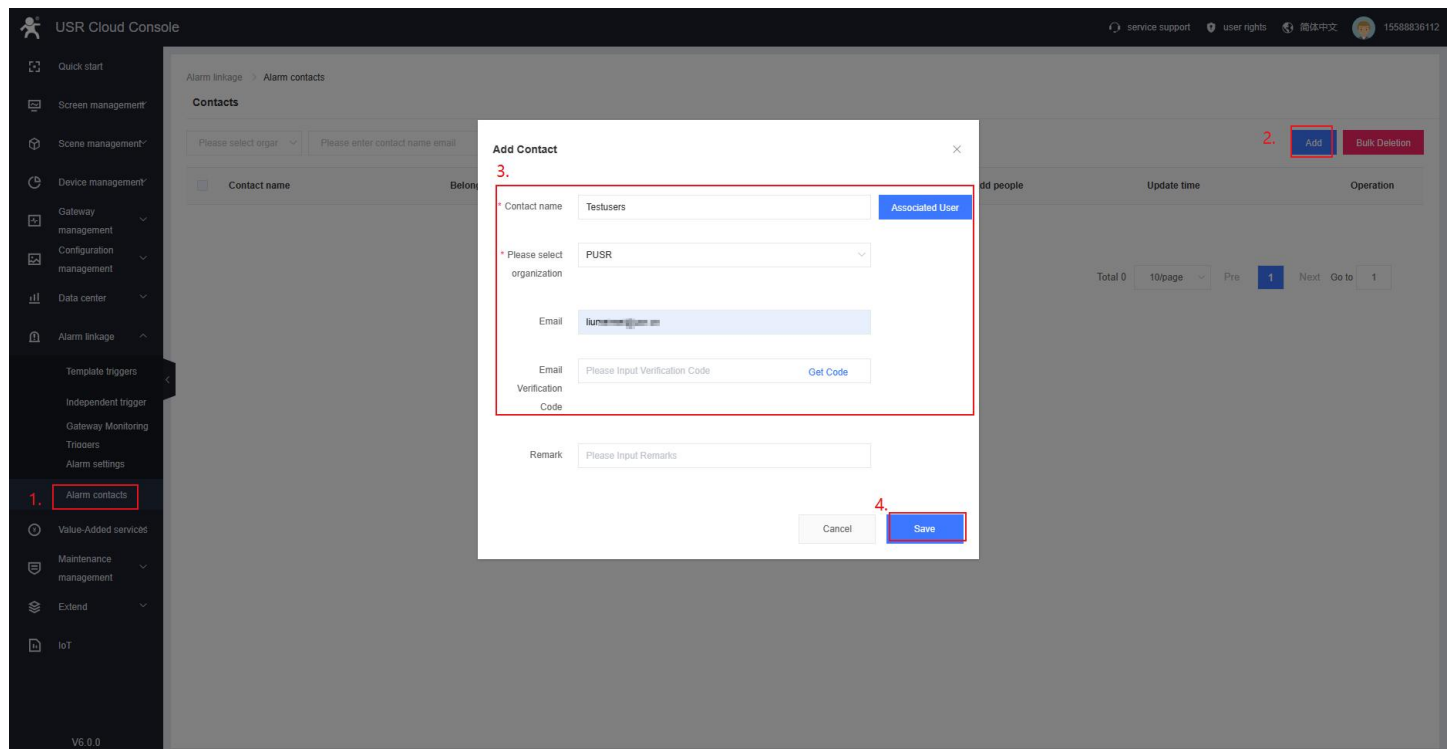 USR Cloud Console
service support
user rights
简体中文
15588836112
Quick start
Screen management
Scene management
Device management
Gateway
management
Configuration
management
Data center
Alarm linkage
Template triggers
Independent trigger
Gateway Monitoring
Triggers
Alarm settings
1.
Alarm contacts
Value-Added services
Maintenance
management
Extend
IoT
V6.0.0
Alarm linkage > Alarm contacts
Contacts
Please select orgar
Please enter contact name email
2.
Add
Bulk Deletion
Contact name
Belon
dd people
Update time
Operation
Total 0
10/page
Pre
1
Next
Go to
1
Add Contact
3.
* Contact name
Testusers
Associated User
* Please select
organization
PUSR
Email
Email
Verification
Code
Please Input Verification Code
Get Code
Remark
Please Input Remarks
4.
Cancel
Save